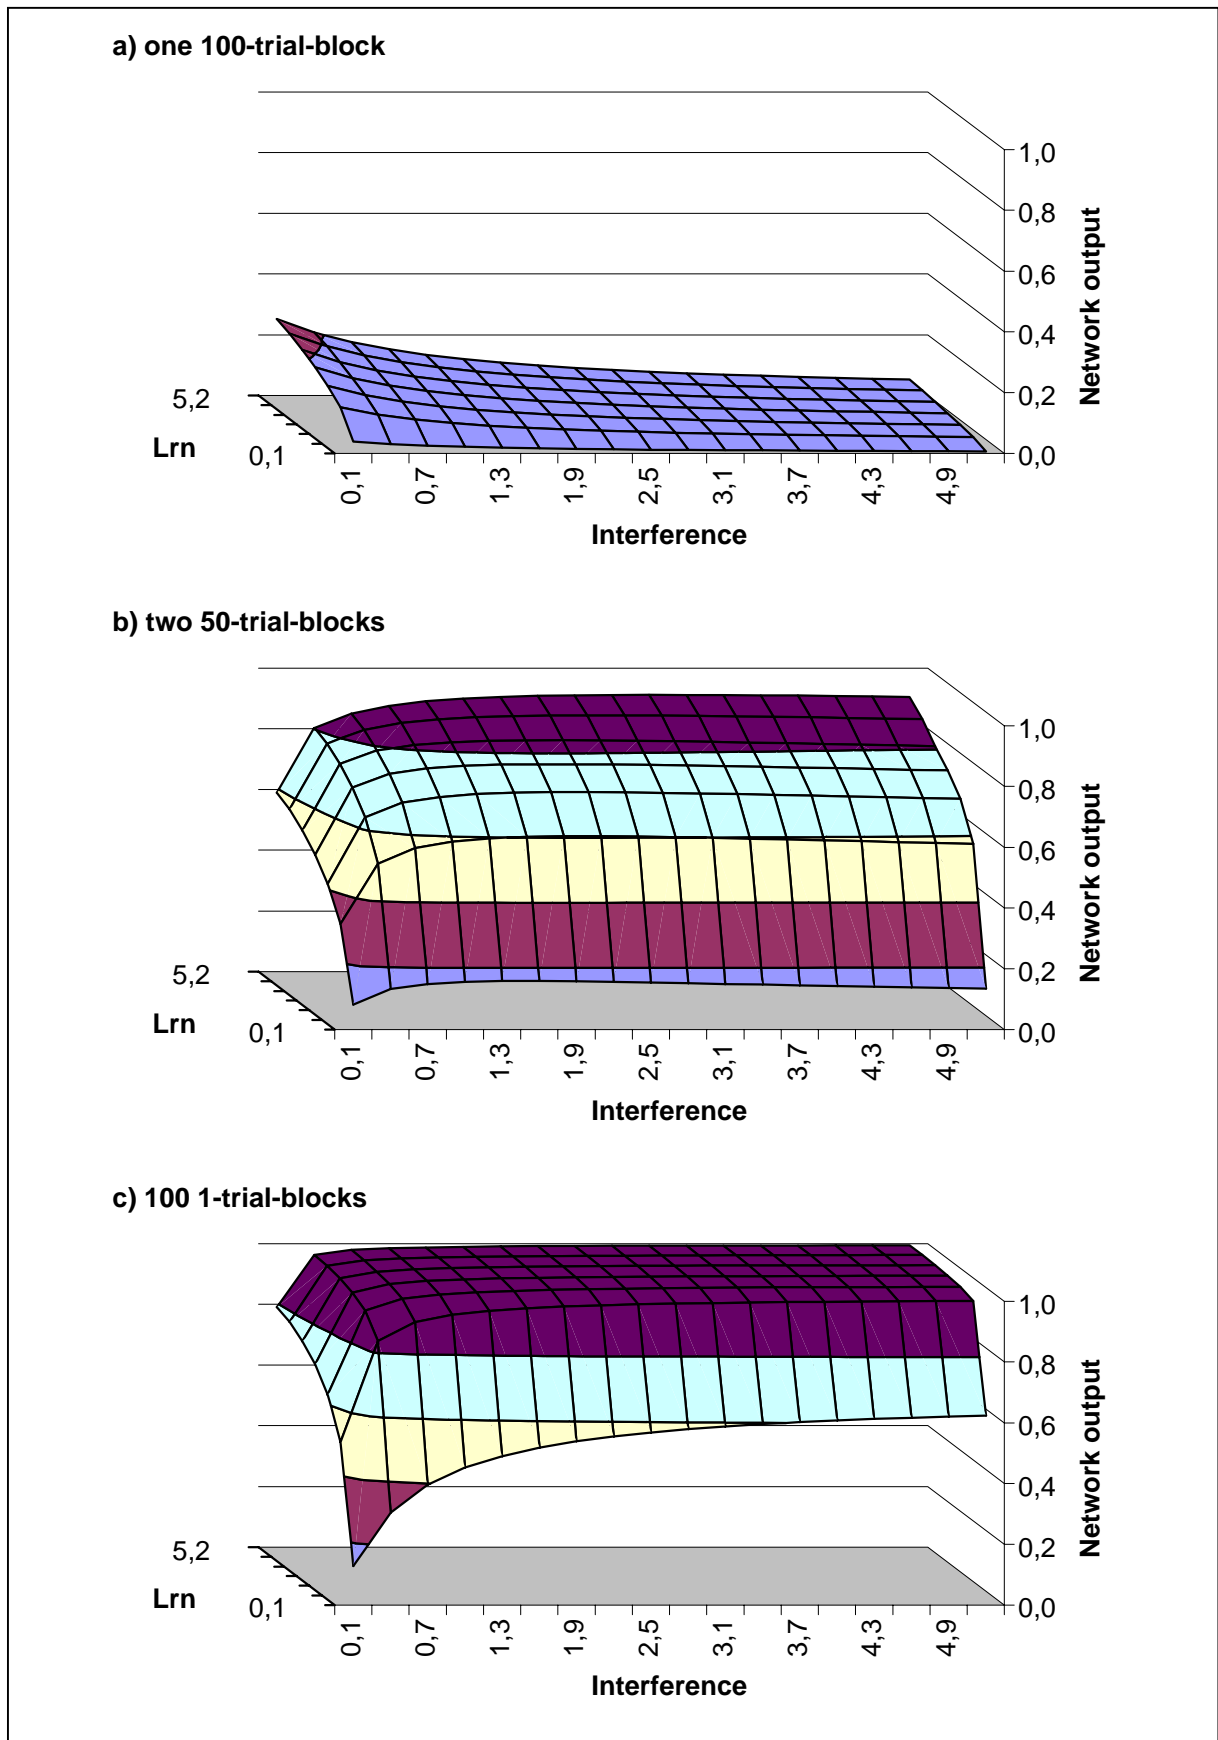 a) one 100-trial-block
1,0
0,8
0,6
0,4
0,2
0,0
Network output
5,2
Lrn
0,1
0,1 0,7 1,3 1,9 2,5 3,1 3,7 4,3 4,9
Interference
b) two 50-trial-blocks
1,0
0,8
0,6
0,4
0,2
0,0
Network output
5,2
Lrn
0,1
0,1 0,7 1,3 1,9 2,5 3,1 3,7 4,3 4,9
Interference
c) 100 1-trial-blocks
1,0
0,8
0,6
0,4
0,2
0,0
Network output
5,2
Lrn
0,1
0,1 0,7 1,3 1,9 2,5 3,1 3,7 4,3 4,9
Interference